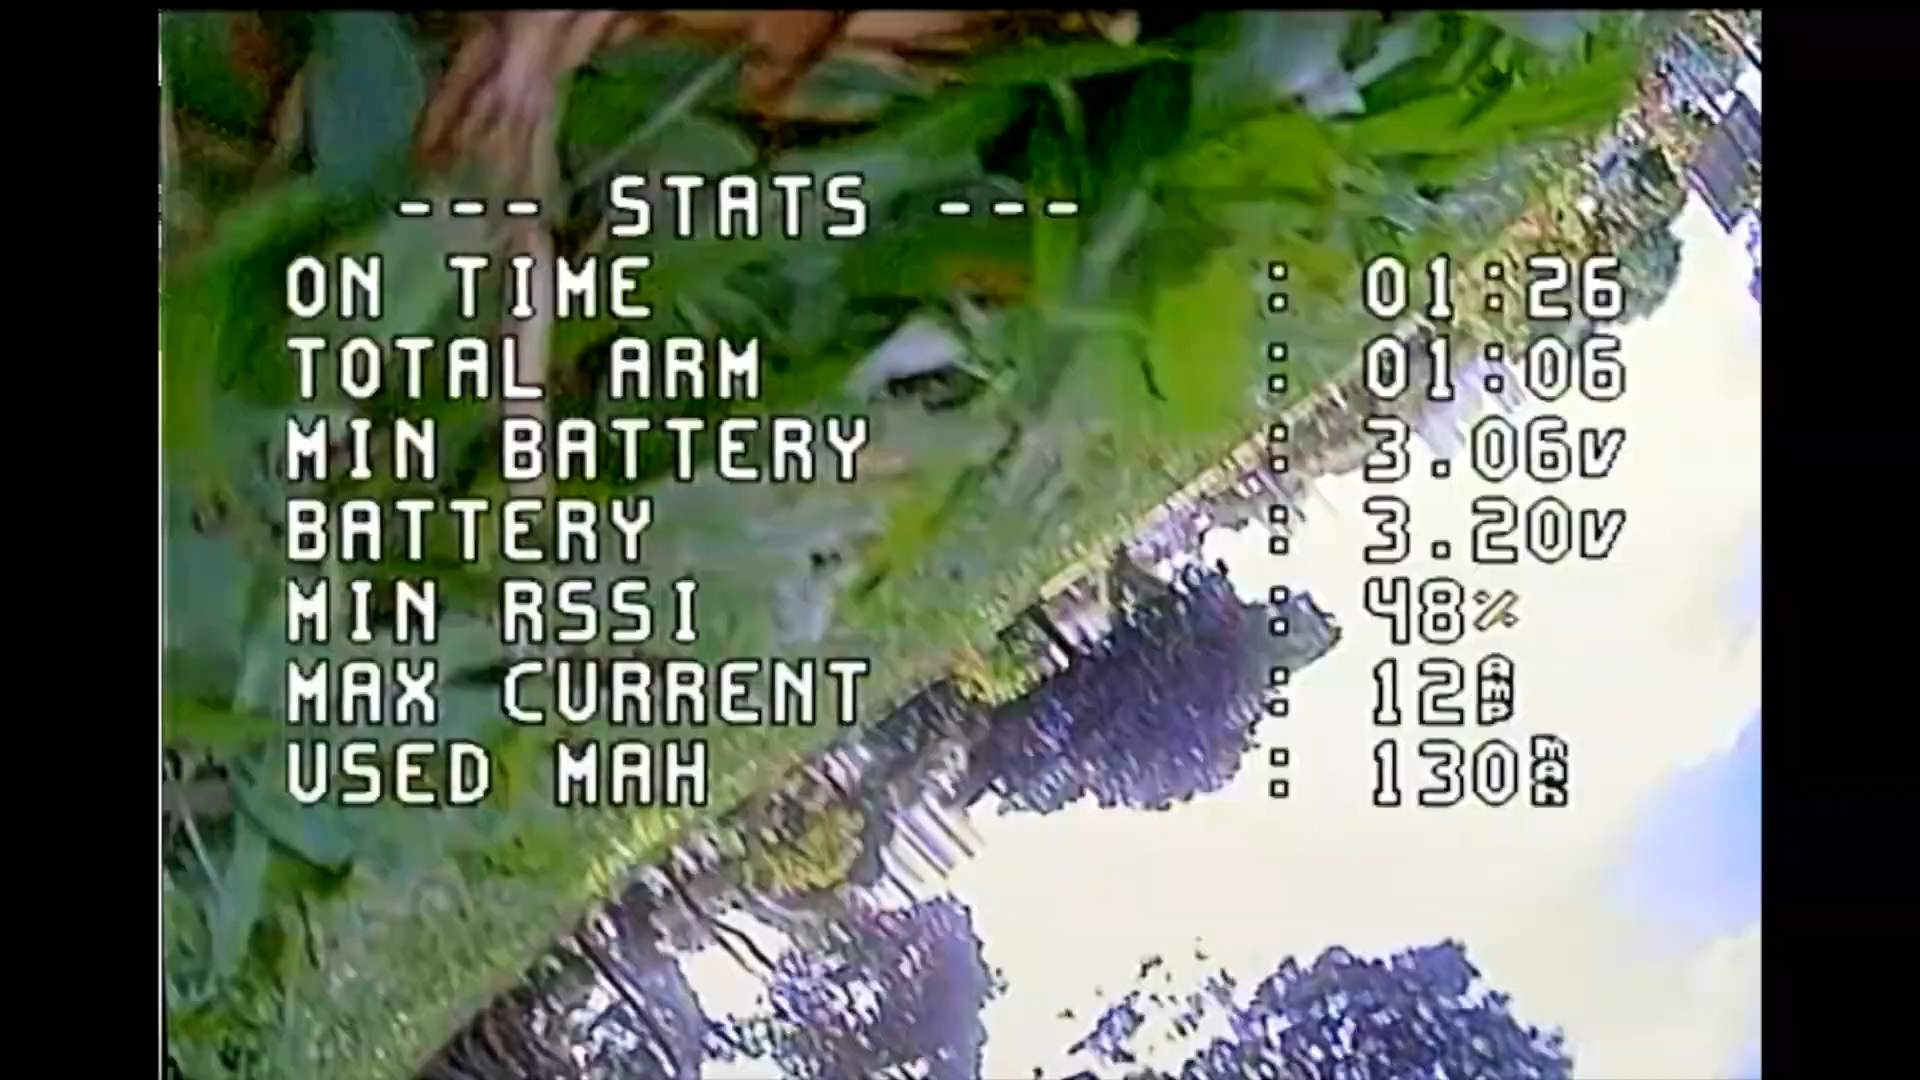 --- STATS ---
ON TIME : 01:26
TOTAL ARM : 01:06
MIN BATTERY : 3.06V
BATTERY : 3.20V
MIN RSSI : 48%
MAX CURRENT : 12AMP
USED MAH : 130MAH